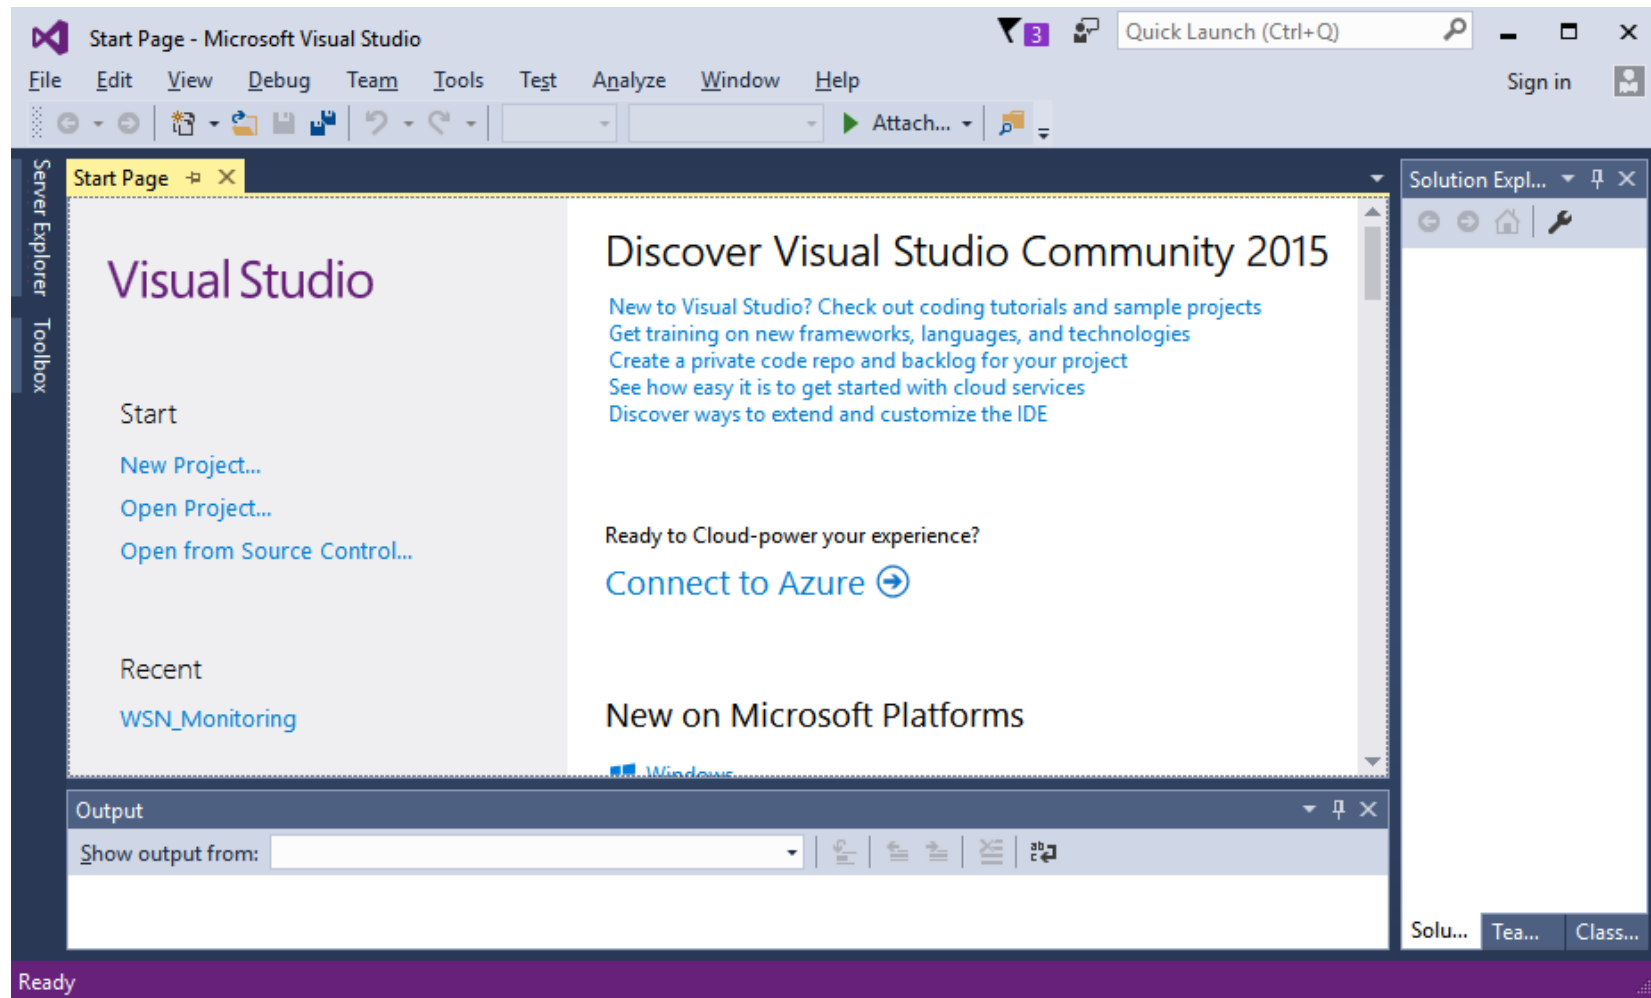 Start Page - Microsoft Visual Studio
3
Quick Launch (Ctrl+Q)
File Edit View Debug Team Tools Test Analyze Window Help
Sign in
Attach...
Server Explorer
Toolbox
Start Page
Solution Expl...
Visual Studio
Start
New Project...
Open Project...
Open from Source Control...
Recent
WSN_Monitoring
Discover Visual Studio Community 2015
New to Visual Studio? Check out coding tutorials and sample projects
Get training on new frameworks, languages, and technologies
Create a private code repo and backlog for your project
See how easy it is to get started with cloud services
Discover ways to extend and customize the IDE
Ready to Cloud-power your experience?
Connect to Azure
New on Microsoft Platforms
Windows
Output
Show output from:
ab
c
Solu... Tea... Class...
Ready